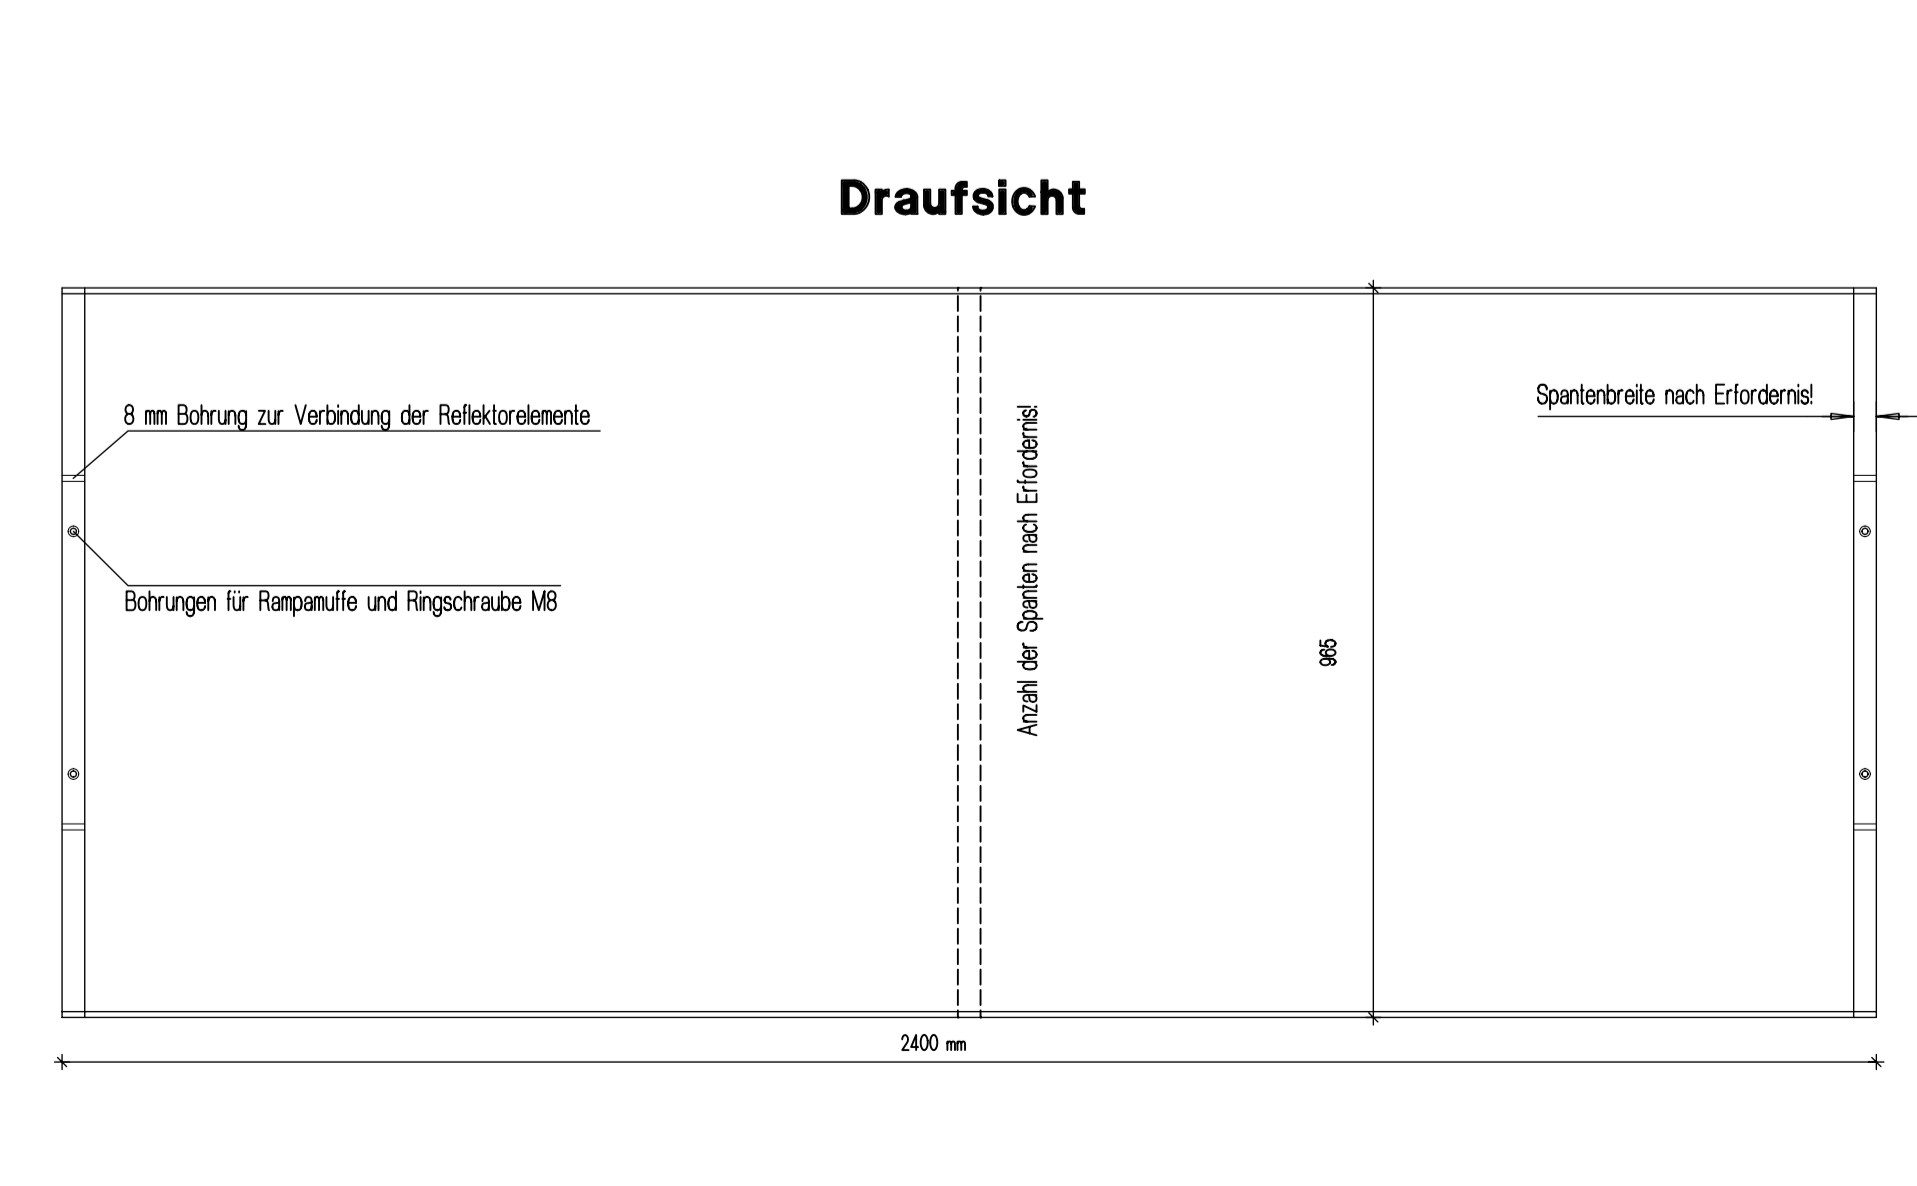 Draufsicht
Spantenbreite nach Erfordernis!
8 mm Bohrung zur Verbindung der Reflektorelemente
Anzahl der Spanten nach Erfordernis!
Bohrungen für Rampamuffe und Ringschraube M8
965
2400 mm